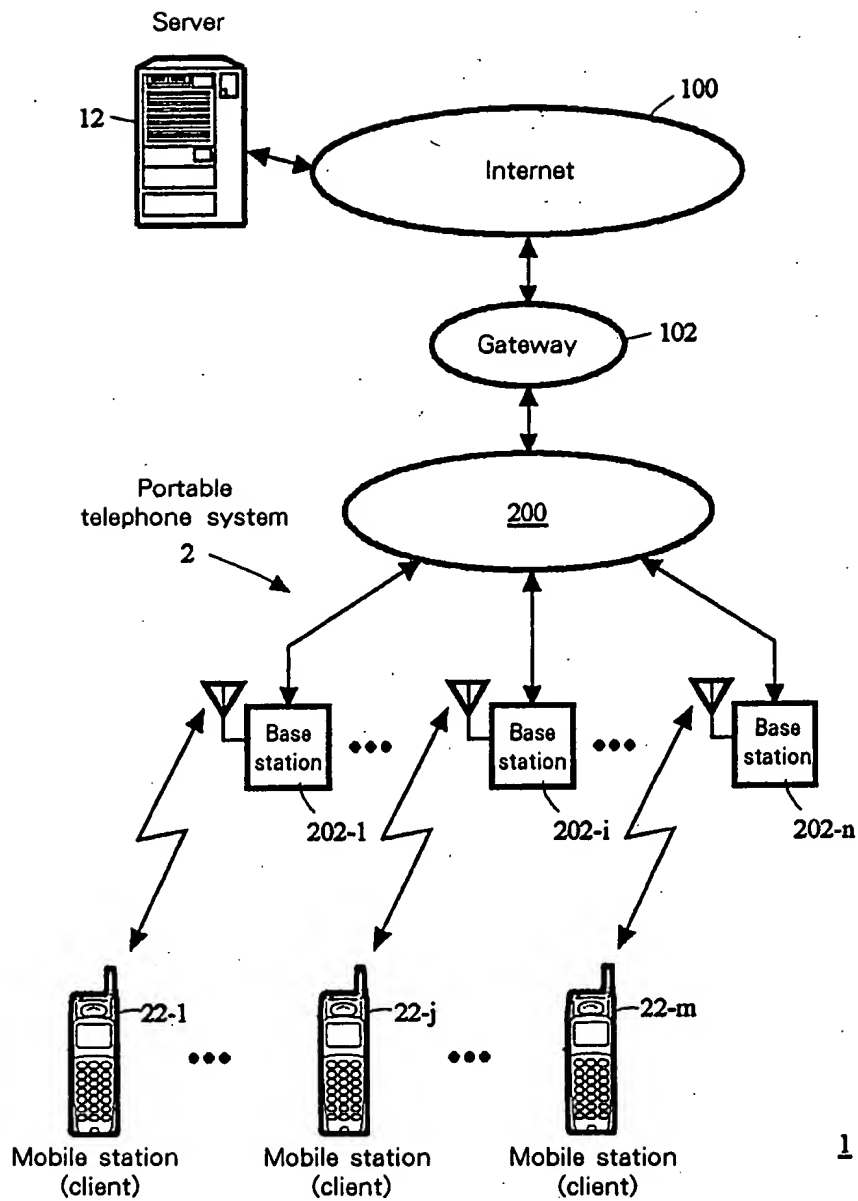 Server
12
100
Internet
Gateway
102
Portable
telephone system
2
200
Base
station
202-1
Base
station
202-i
Base
station
202-n
22-1
22-j
22-m
Mobile station
(client)
Mobile station
(client)
Mobile station
(client)
1